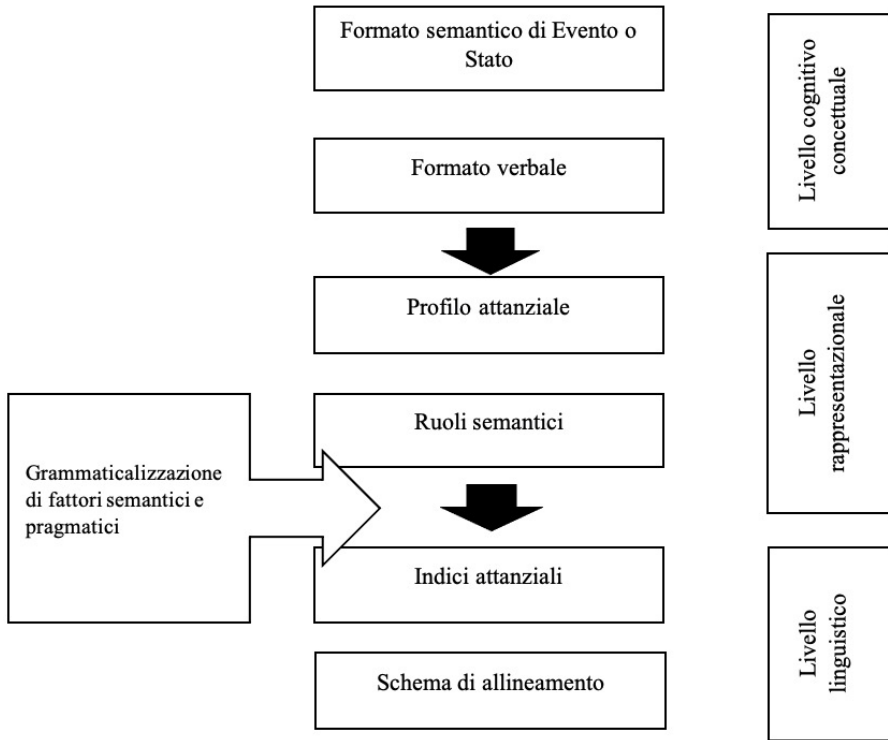 Formato semantico di Evento o
Stato
Formato verbale
Livello cognitivo
concettuale
Profilo attanziale
Ruoli semantici
Livello
rappresentazionale
Grammaticalizzazione
di fattori semantici e
pragmatici
Indici attanziali
Schema di allineamento
Livello
linguistico